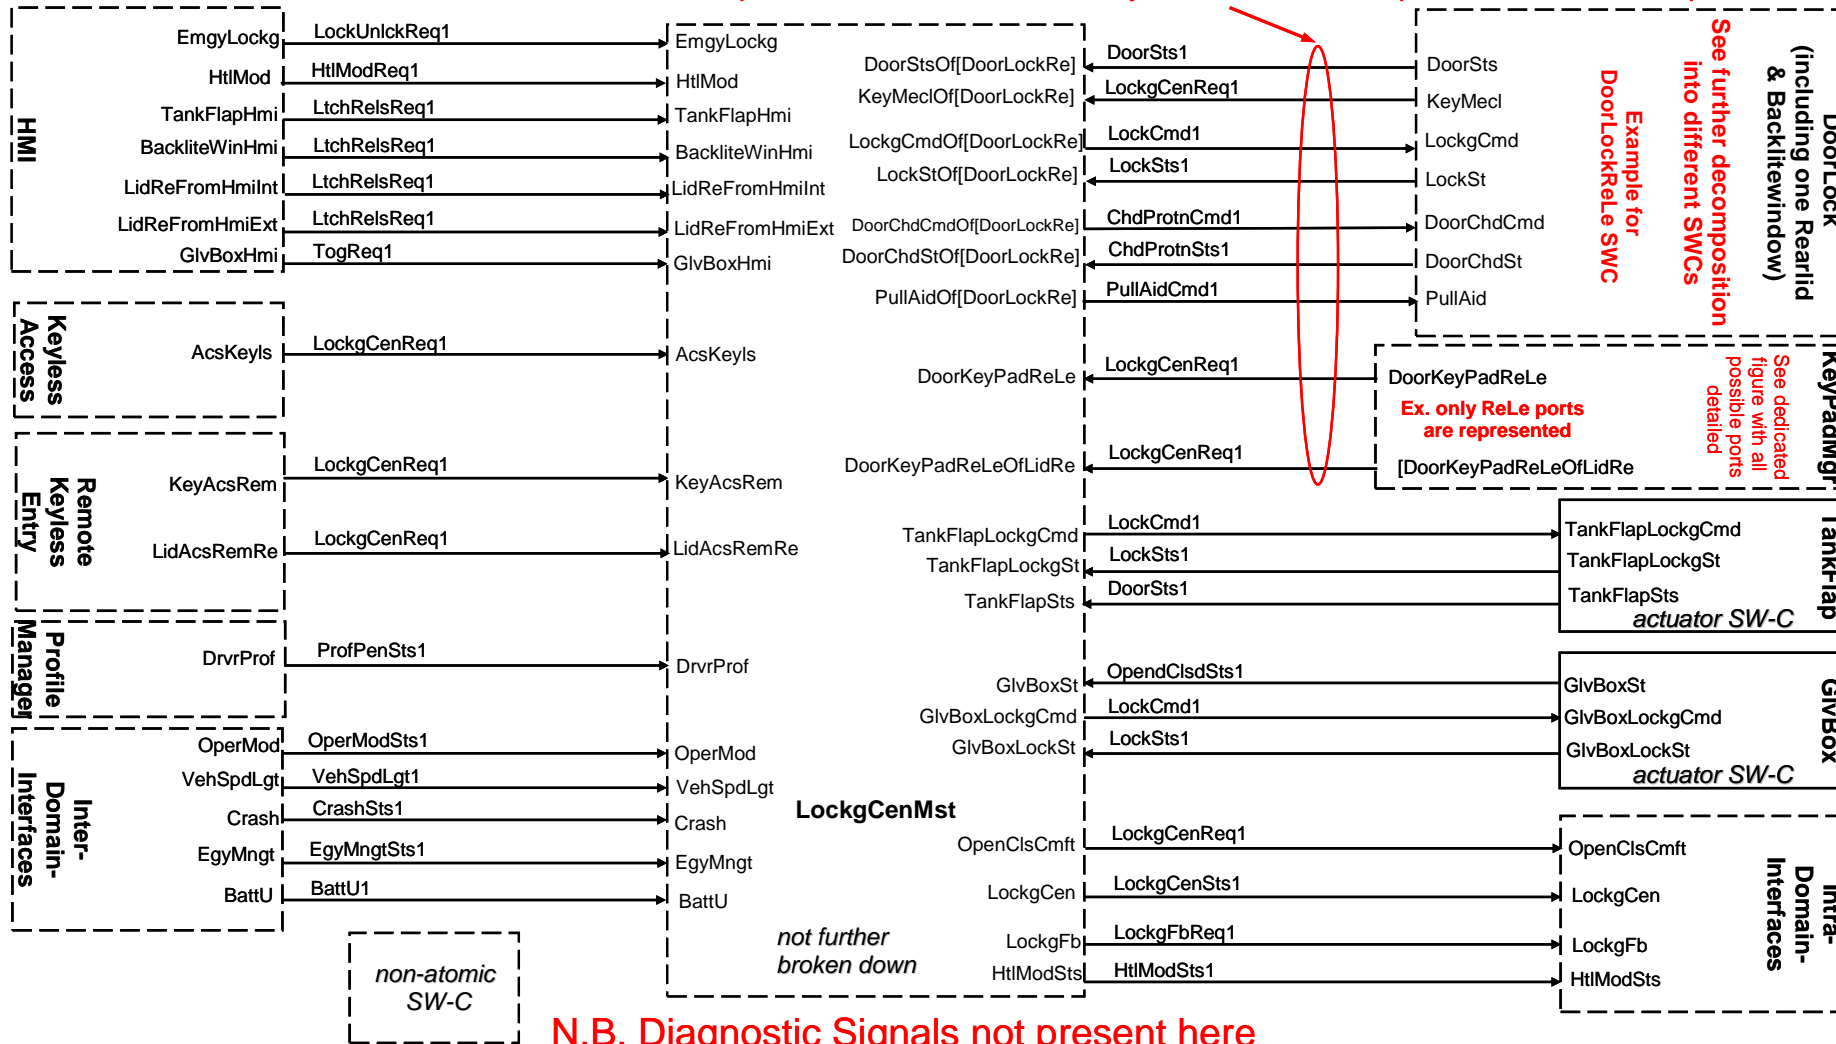 HMI
EmgyLockg
LockUnlckReq1
EmgyLockg
HtlMod
HtlModReq1
HtlMod
TankFlapHmi
LtchRelsReq1
TankFlapHmi
BackliteWinHmi
LtchRelsReq1
BackliteWinHmi
LidReFromHmiInt
LtchRelsReq1
LidReFromHmiInt
LidReFromHmiExt
LtchRelsReq1
LidReFromHmiExt
GlvBoxHmi
TogReq1
GlvBoxHmi
Keyless
Access
AcsKeyls
LockgCenReq1
AcsKeyls
Remote
Keyless
Entry
KeyAcsRem
LockgCenReq1
KeyAcsRem
LidAcsRemRe
LockgCenReq1
LidAcsRemRe
Profile
Manager
DrvrProf
ProfPenSts1
DrvrProf
Inter-
Domain-
Interfaces
OperMod
OperModSts1
OperMod
VehSpdLgt
VehSpdLgt1
VehSpdLgt
Crash
CrashSts1
Crash
EgyMngt
EgyMngtSts1
EgyMngt
BattU
BattU1
BattU
non-atomic
SW-C
LockgCenMst
not further
broken down
DoorStsOf[DoorLockRe]
DoorSts1
DoorSts
KeyMeclOf[DoorLockRe]
LockgCenReq1
KeyMecl
LockgCmdOf[DoorLockRe]
LockCmd1
LockgCmd
LockStOf[DoorLockRe]
LockSts1
LockSt
DoorChdCmdOf[DoorLockRe]
ChdProtnCmd1
DoorChdCmd
DoorChdStOf[DoorLockRe]
ChdProtnSts1
DoorChdSt
PullAidOf[DoorLockRe]
PullAidCmd1
PullAid
DoorLock
(including one Rearlid
& Backlitewindow)
See further decomposition
into different SWCs
Example for
DoorLockReLe SWC
DoorKeyPadReLe
LockgCenReq1
DoorKeyPadReLe
Ex. only ReLe ports
are represented
DoorKeyPadReLeOfLidRe
LockgCenReq1
[DoorKeyPadReLeOfLidRe
KeyPadMgr
See dedicated
figure with all
possible ports
detailed
TankFlapLockgCmd
LockCmd1
TankFlapLockgCmd
TankFlapLockgSt
LockSts1
TankFlapLockgSt
TankFlapSts
DoorSts1
TankFlapSts
actuator SW-C
TankFlap
GlvBoxSt
OpendClsdSts1
GlvBoxSt
GlvBoxLockgCmd
LockCmd1
GlvBoxLockgCmd
GlvBoxLockSt
LockSts1
GlvBoxLockSt
actuator SW-C
GlvBox
OpenClsCmft
LockgCenReq1
OpenClsCmft
LockgCen
LockgCenSts1
LockgCen
LockgFb
LockgFbReq1
LockgFb
HtlModSts
HtlModSts1
HtlModSts
Intra-
Domain-
Interfaces
N.B. Diagnostic Signals not present here